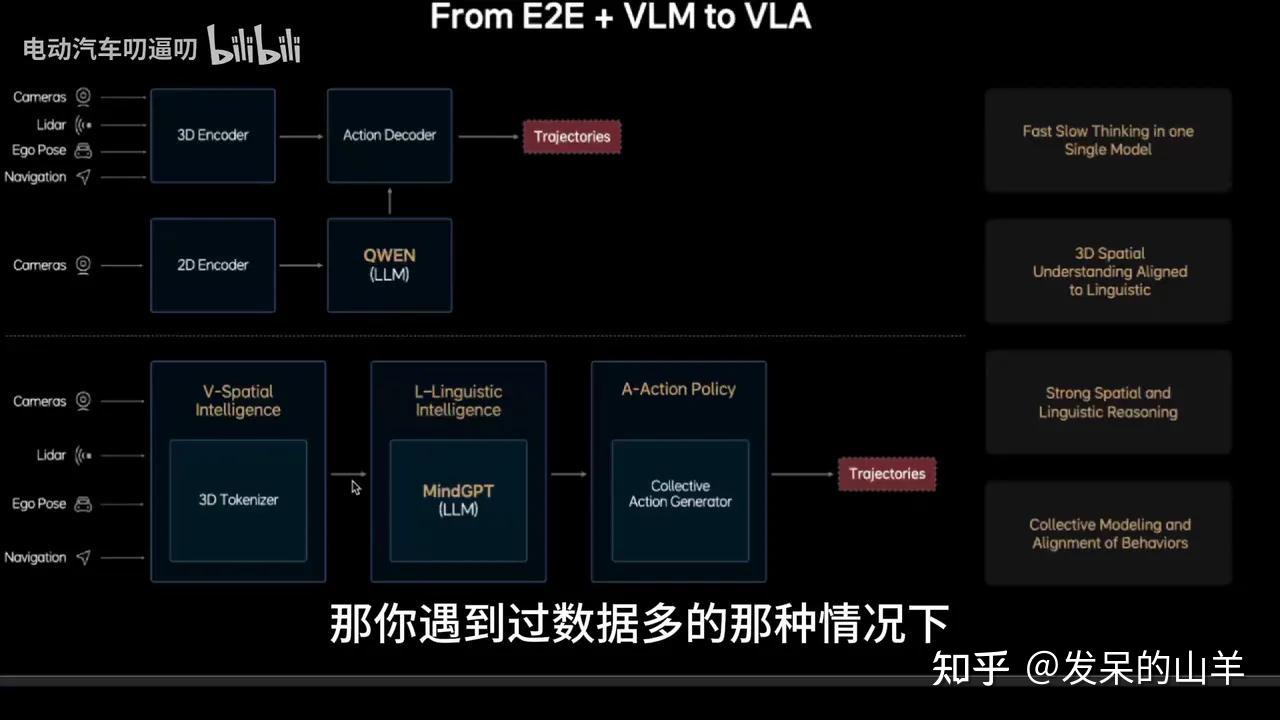 From E2E + VLM to VLA
电动汽车叨逼叨 bilibili
Cameras
Lidar
Ego Pose
Navigation
3D Encoder
Action Decoder
Trajectories
Cameras
2D Encoder
QWEN
(LLM)
Cameras
Lidar
Ego Pose
Navigation
V-Spatial
Intelligence
3D Tokenizer
L-Linguistic
Intelligence
MindGPT
(LLM)
A-Action Policy
Collective
Action Generator
Trajectories
Fast Slow Thinking in one
Single Model
3D Spatial
Understanding Aligned
to Linguistic
Strong Spatial and
Linguistic Reasoning
Collective Modeling and
Alignment of Behaviors
那你遇到过数据多的那种情况下
知乎 @发呆的山羊